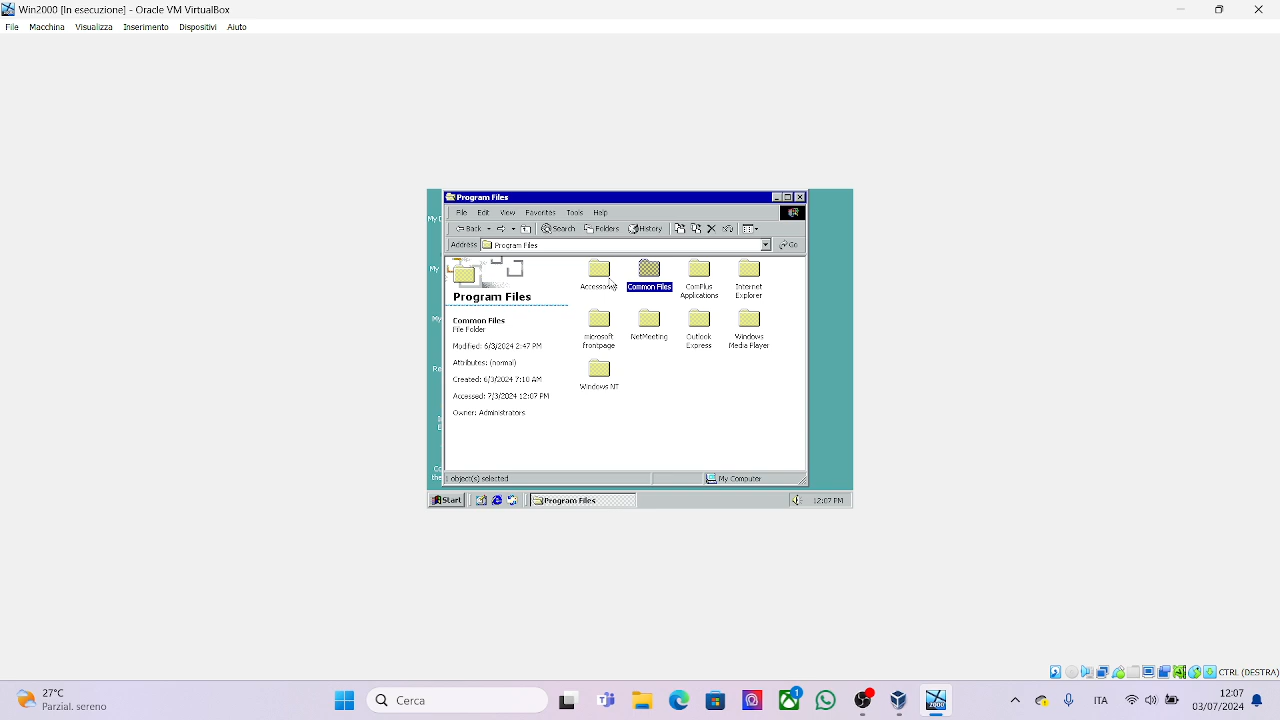 Win2000 [In esecuzione] - Oracle VM VirtualBox
File Macchina Visualizza Inserimento Dispositivi Aiuto
Program Files
File Edit View Favorites Tools Help
Back Search Folders History
Address Program Files Go
Program Files
Common Files
File Folder
Modified: 6/3/2024 2:47 PM
Attributes: (normal)
Created: 6/3/2024 7:10 AM
Accessed: 7/3/2024 12:07 PM
Owner: Administrators
Accessories
Common Files
ComPlus
Applications
Internet
Explorer
microsoft
frontpage
NetMeeting
Outlook
Express
Windows
Media Player
Windows NT
1 object(s) selected
My Computer
Start
Program Files
12:07 PM
CTRL (DESTRA)
27°C
Parzial. sereno
Cerca
1
2000
ITA
12:07
03/07/2024